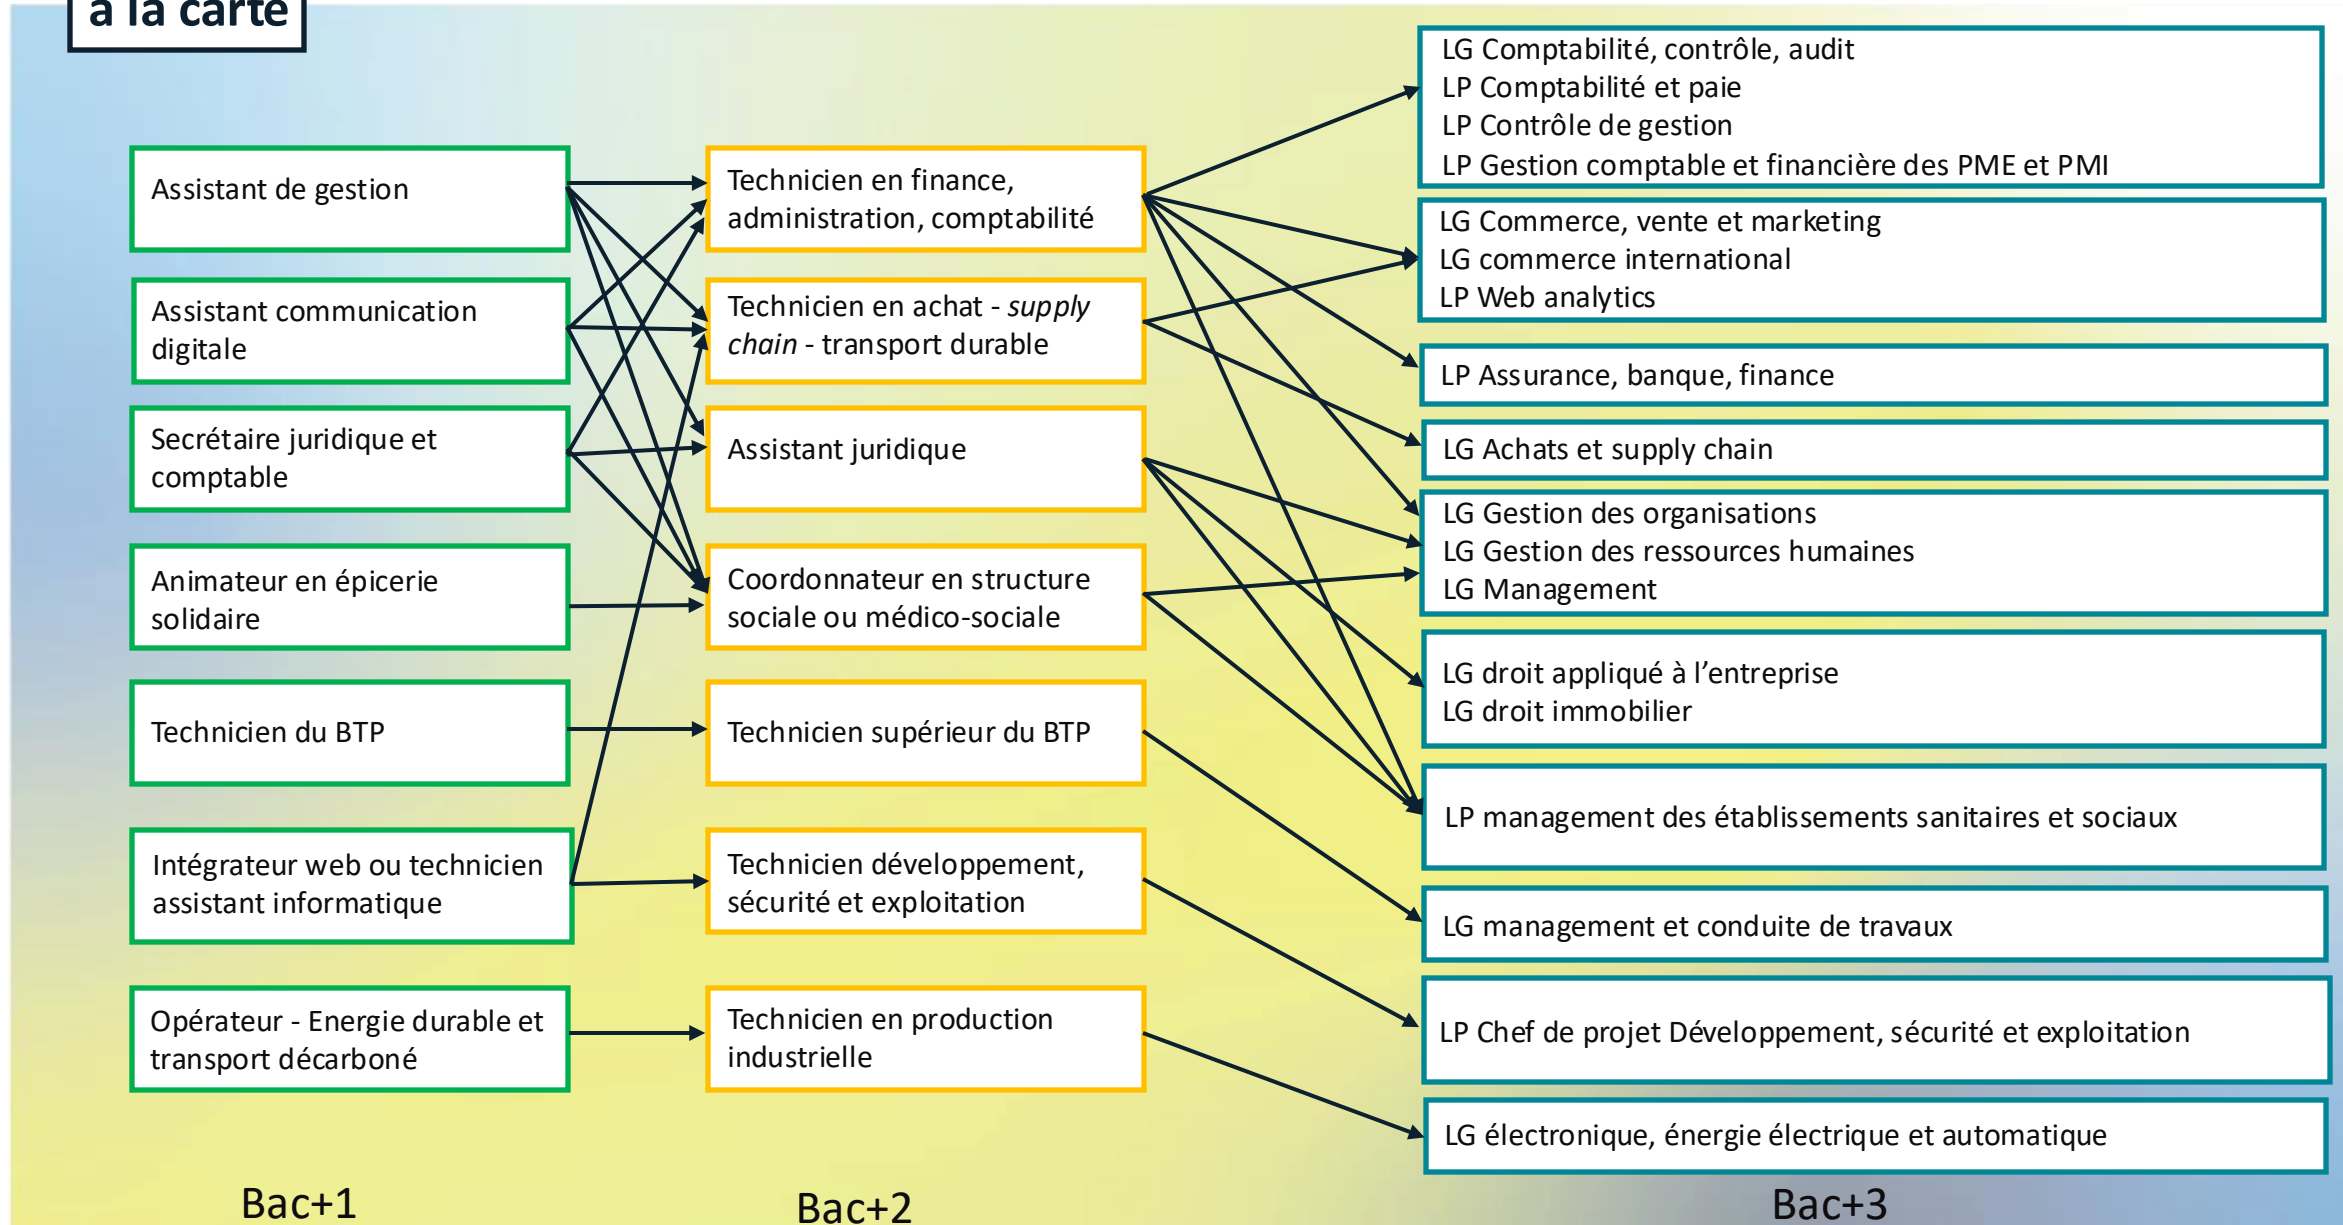 à la carte
Assistant de gestion
Assistant communication
digitale
Secrétaire juridique et
comptable
Animateur en épicerie
solidaire
Technicien du BTP
Intégrateur web ou technicien
assistant informatique
Opérateur - Energie durable et
transport décarboné
Bac+1
Technicien en finance,
administration, comptabilité
Technicien en achat - supply
chain - transport durable
Assistant juridique
Coordonnateur en structure
sociale ou médico-sociale
Technicien supérieur du BTP
Technicien développement,
sécurité et exploitation
Technicien en production
industrielle
Bac+2
LG Comptabilité, contrôle, audit
LP Comptabilité et paie
LP Contrôle de gestion
LP Gestion comptable et financière des PME et PMI
LG Commerce, vente et marketing
LG commerce international
LP Web analytics
LP Assurance, banque, finance
LG Achats et supply chain
LG Gestion des organisations
LG Gestion des ressources humaines
LG Management
LG droit appliqué à l’entreprise
LG droit immobilier
LP management des établissements sanitaires et sociaux
LG management et conduite de travaux
LP Chef de projet Développement, sécurité et exploitation
LG électronique, énergie électrique et automatique
Bac+3